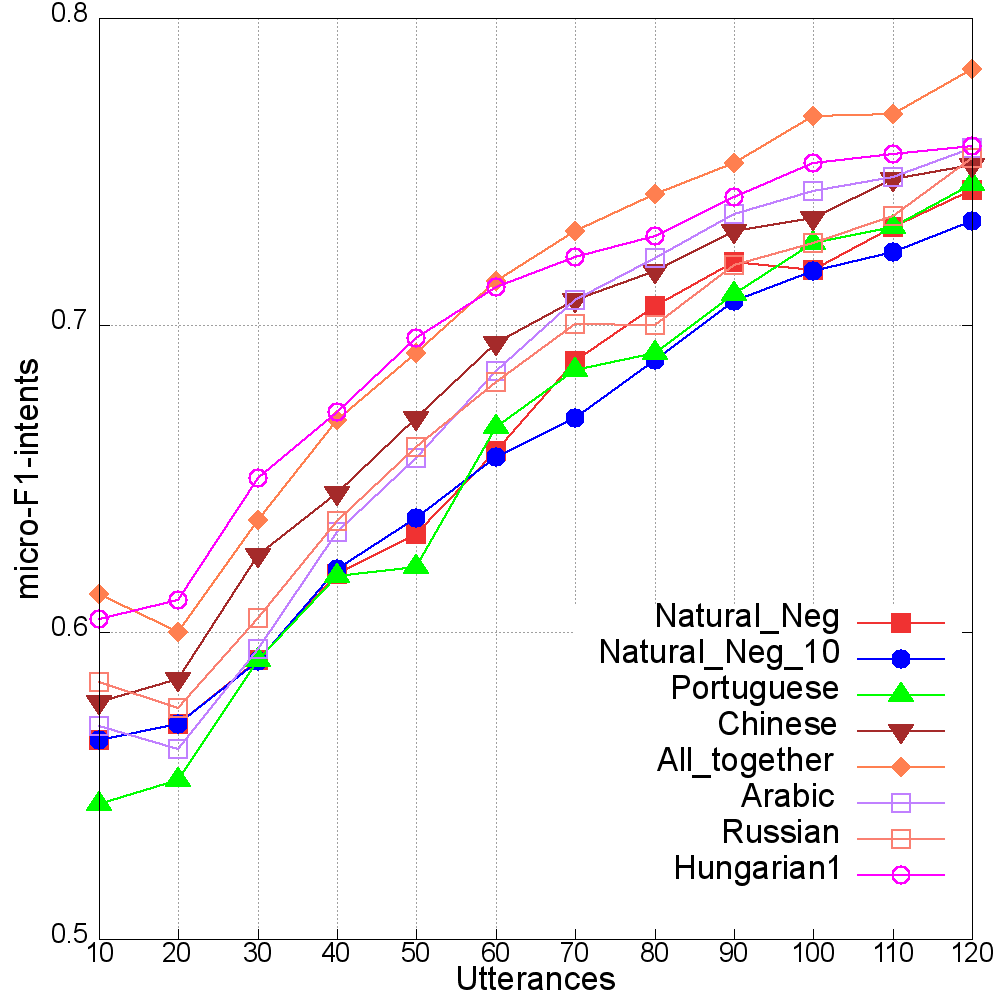 0.8
0.7
0.6
0.5
micro-F1-intents
Natural_Neg
Natural_Neg_10
Portuguese
Chinese
All_together
Arabic
Russian
Hungarian1
10 20 30 40 50 60 70 80 90 100 110 120
Utterances